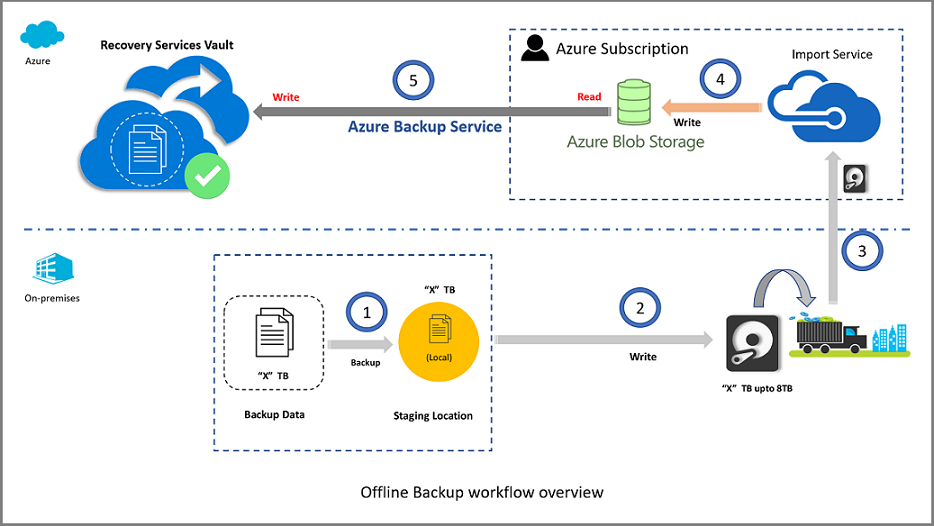 Azure
Recovery Services Vault
5
Write
Read
Azure Backup Service
Azure Subscription
Import Service
4
Write
Azure Blob Storage
3
On-premises
"X" TB
Backup Data
1
Backup
"X" TB
(Local)
Staging Location
2
Write
"X" TB upto 8TB
Offline Backup workflow overview